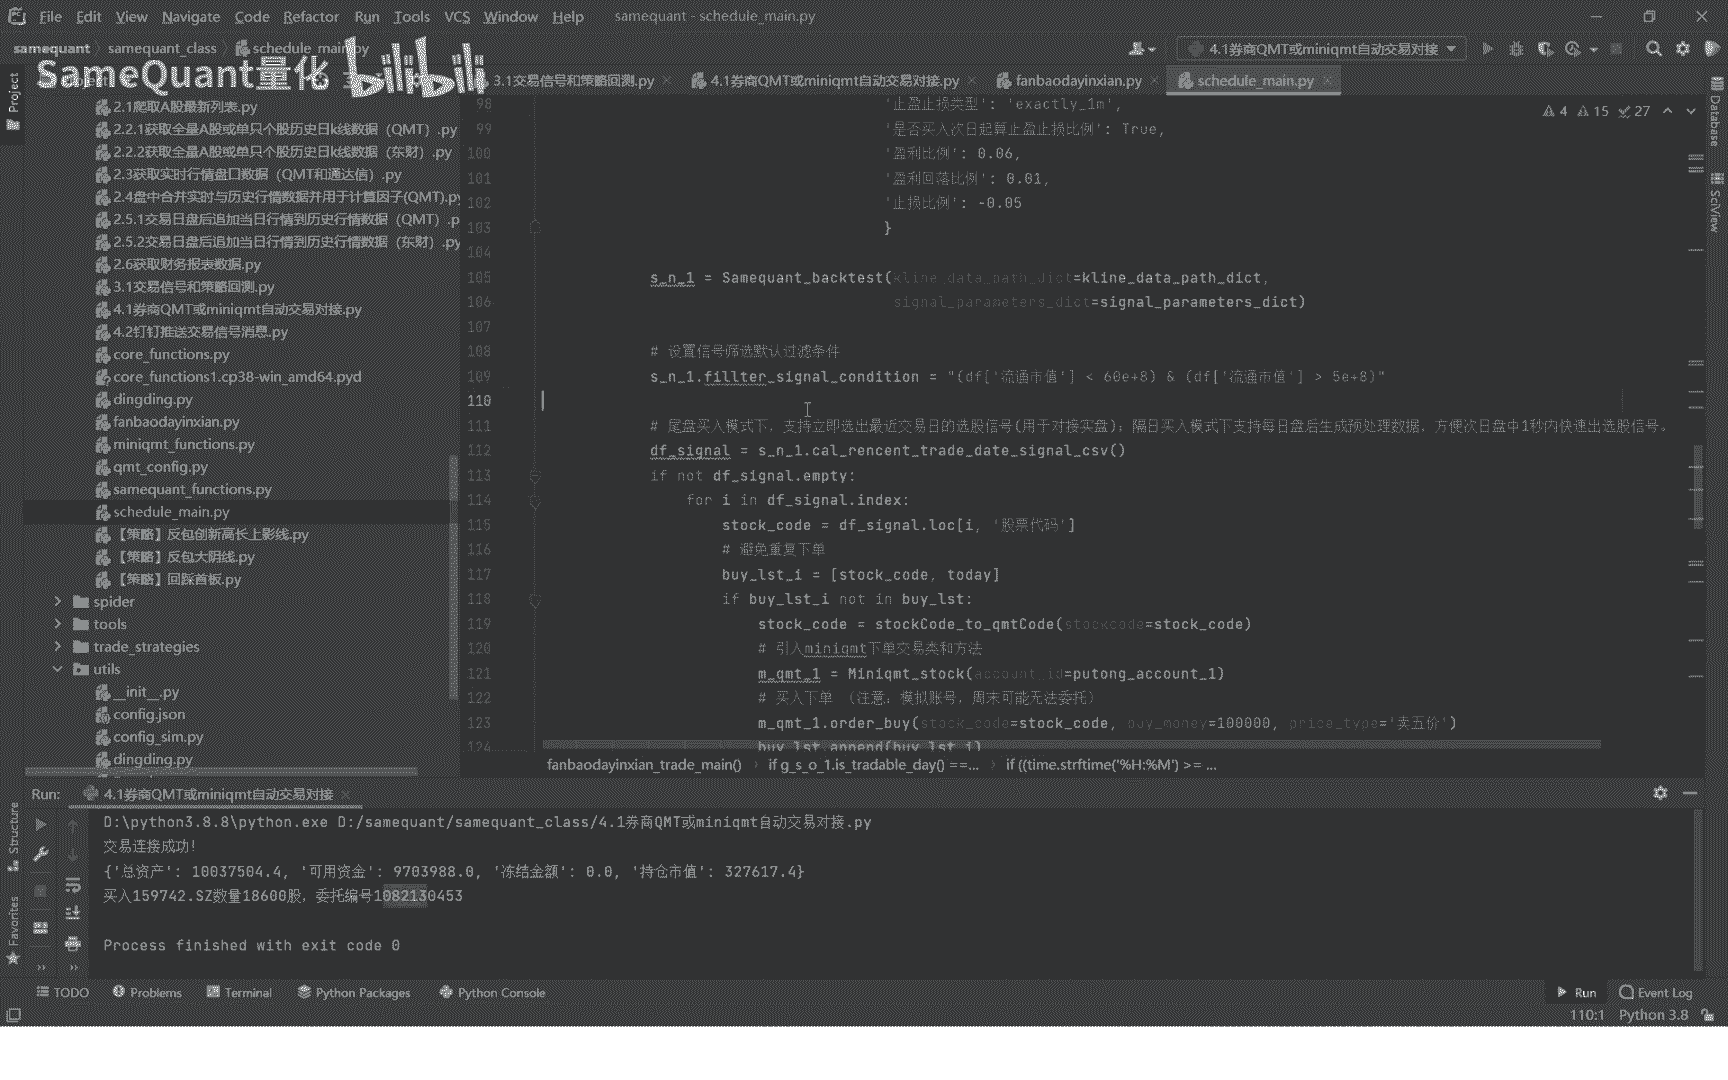 File Edit View Navigate Code Refactor Run Tools VCS Window Help samequant - schedule_main.py
samequant samequant_class schedule_main.py
4.1券商QMT或miniqmt自动交易对接
SameQuant量化 bilibili
3.1交易信号和策略回测.py 4.1券商QMT或miniqmt自动交易对接.py fanbaodayinxian.py schedule_main.py
Project
2.1爬取A股最新列表.py
2.2.1获取全量A股或单只个股历史日k线数据（QMT）.py
2.2.2获取全量A股或单只个股历史日k线数据（东财）.py
2.3获取实时行情盘口数据（QMT和通达信）.py
2.4盘中合并实时与历史行情数据并用于计算因子(QMT).py
2.5.1交易日盘后追加当日行情到历史行情数据（QMT）.p
2.5.2交易日盘后追加当日行情到历史行情数据（东财）.py
2.6获取财务报表数据.py
3.1交易信号和策略回测.py
4.1券商QMT或miniqmt自动交易对接.py
4.2钉钉推送交易信号消息.py
core_functions.py
core_functions1.cp38-win_amd64.pyd
dingding.py
fanbaodayinxian.py
miniqmt_functions.py
qmt_config.py
samequant_functions.py
schedule_main.py
【策略】反包创新高长上影线.py
【策略】反包大阴线.py
【策略】回踩首板.py
spider
tools
trade_strategies
utils
__init__.py
config.json
config_sim.py
dingding.py
4 15 27
98 '止盈止损类型': 'exactly_1m',
99 '是否买入次日起算止盈止损比例': True,
100 '盈利比例': 0.06,
101 '盈利回落比例': 0.01,
102 '止损比例': -0.05
103 }
104
105 s_n_1 = Samequant_backtest(kline_data_path_dict=kline_data_path_dict,
106 signal_parameters_dict=signal_parameters_dict)
107
108 # 设置信号筛选默认过滤条件
109 s_n_1.fillter_signal_condition = "(df['流通市值'] < 60e+8) & (df['流通市值'] > 5e+8)"
110
111 # 尾盘买入模式下，支持立即选出最近交易日的选股信号(用于对接实盘)；隔日买入模式下支持每日盘后生成预处理数据，方便次日盘中1秒内快速出选股信号。
112 df_signal = s_n_1.cal_rencent_trade_date_signal_csv()
113 if not df_signal.empty:
114 for i in df_signal.index:
115 stock_code = df_signal.loc[i, '股票代码']
116 # 避免重复下单
117 buy_lst_i = [stock_code, today]
118 if buy_lst_i not in buy_lst:
119 stock_code = stockCode_to_qmtCode(stockcode=stock_code)
120 # 引入miniqmt下单交易类和方法
121 m_qmt_1 = Miniqmt_stock(account_id=putong_account_1)
122 # 买入下单 （注意，模拟账号，周末可能无法委托）
123 m_qmt_1.order_buy(stock_code=stock_code, buy_money=100000, price_type='卖五价')
124 buy_lst.append(buy_lst_i)
fanbaodayinxian_trade_main() if g_s_o_1.is_tradable_day() ==... if ((time.strftime('%H:%M') >= ...
Database
SciView
Run: 4.1券商QMT或miniqmt自动交易对接
D:\python3.8.8\python.exe D:/samequant/samequant_class/4.1券商QMT或miniqmt自动交易对接.py
交易连接成功!
{'总资产': 10037504.4, '可用资金': 9703988.0, '冻结金额': 0.0, '持仓市值': 327617.4}
买入159742.SZ数量18600股，委托编号1082130453
Process finished with exit code 0
Structure
Favorites
TODO Problems Terminal Python Packages Python Console Run Event Log
110:1 Python 3.8